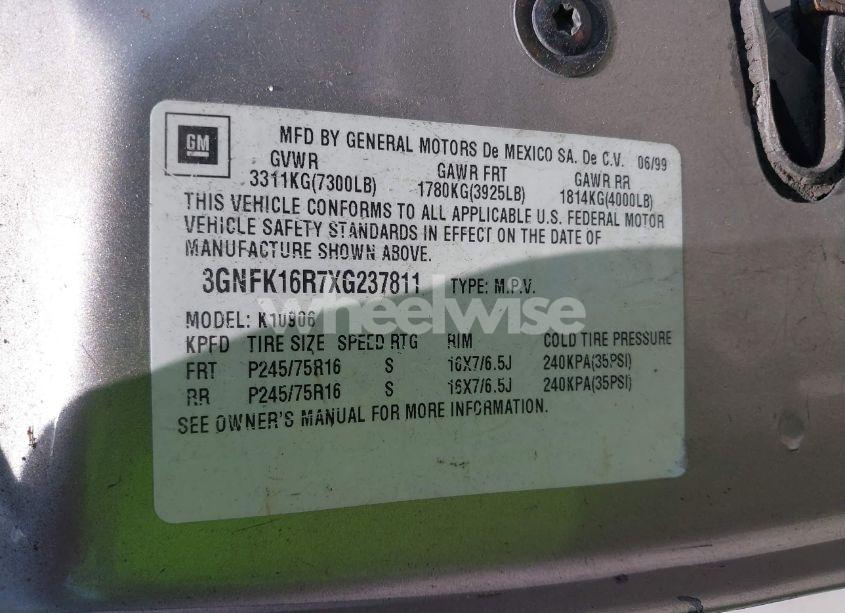 GM
MFD BY GENERAL MOTORS De MEXICO SA. De C.V. 06/99
GVWR GAWR FRT GAWR RR
3311KG(7300LB) 1780KG(3925LB) 1814KG(4000LB)
THIS VEHICLE CONFORMS TO ALL APPLICABLE U.S. FEDERAL MOTOR
VEHICLE SAFETY STANDARDS IN EFFECT ON THE DATE OF
MANUFACTURE SHOWN ABOVE.
3GNFK16R7XG237811 TYPE: M.P.V.
wheelwise
MODEL: K10906
KPFD TIRE SIZE SPEED RTG RIM COLD TIRE PRESSURE
FRT P245/75R16 S 16X7/6.5J 240KPA(35PSI)
RR P245/75R16 S 16X7/6.5J 240KPA(35PSI)
SEE OWNER'S MANUAL FOR MORE INFORMATION.